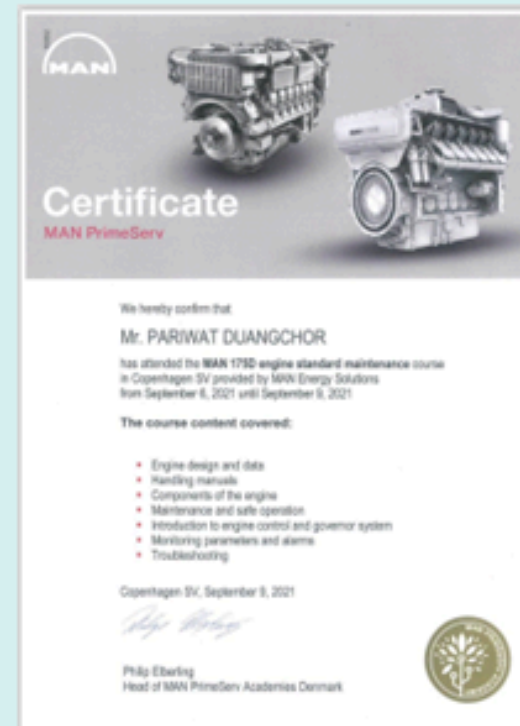 MAN
Certificate
MAN PrimeServ
We hereby confirm that
Mr. PARIWAT DUANGCHOR
has attended the MAN 175D engine standard maintenance course
in Copenhagen SV provided by MAN Energy Solutions
from September 6, 2021 until September 9, 2021
The course content covered:
Engine design and data
Handling manuals
Components of the engine
Maintenance and safe operation
Introduction to engine control and governor system
Monitoring parameters and alarms
Troubleshooting
Copenhagen SV, September 9, 2021
Philip Elberling
Head of MAN PrimeServ Academies Denmark